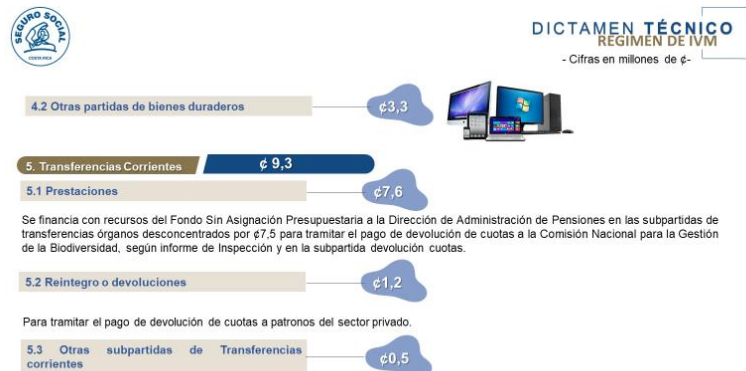 SEGURO SOCIAL
COSTA RICA
DICTAMEN TÉCNICO
RÉGIMEN DE IVM
- Cifras en millones de ¢-
4.2 Otras partidas de bienes duraderos
¢3,3
5. Transferencias Corrientes
¢ 9,3
5.1 Prestaciones
¢7,6
Se financia con recursos del Fondo Sin Asignación Presupuestaria a la Dirección de Administración de Pensiones en las subpartidas de
transferencias órganos desconcentrados por ¢7,5 para tramitar el pago de devolución de cuotas a la Comisión Nacional para la Gestión
de la Biodiversidad, según informe de Inspección y en la subpartida devolución cuotas.
5.2 Reintegro o devoluciones
¢1,2
Para tramitar el pago de devolución de cuotas a patronos del sector privado.
5.3 Otras subpartidas de Transferencias
corrientes
¢0,5